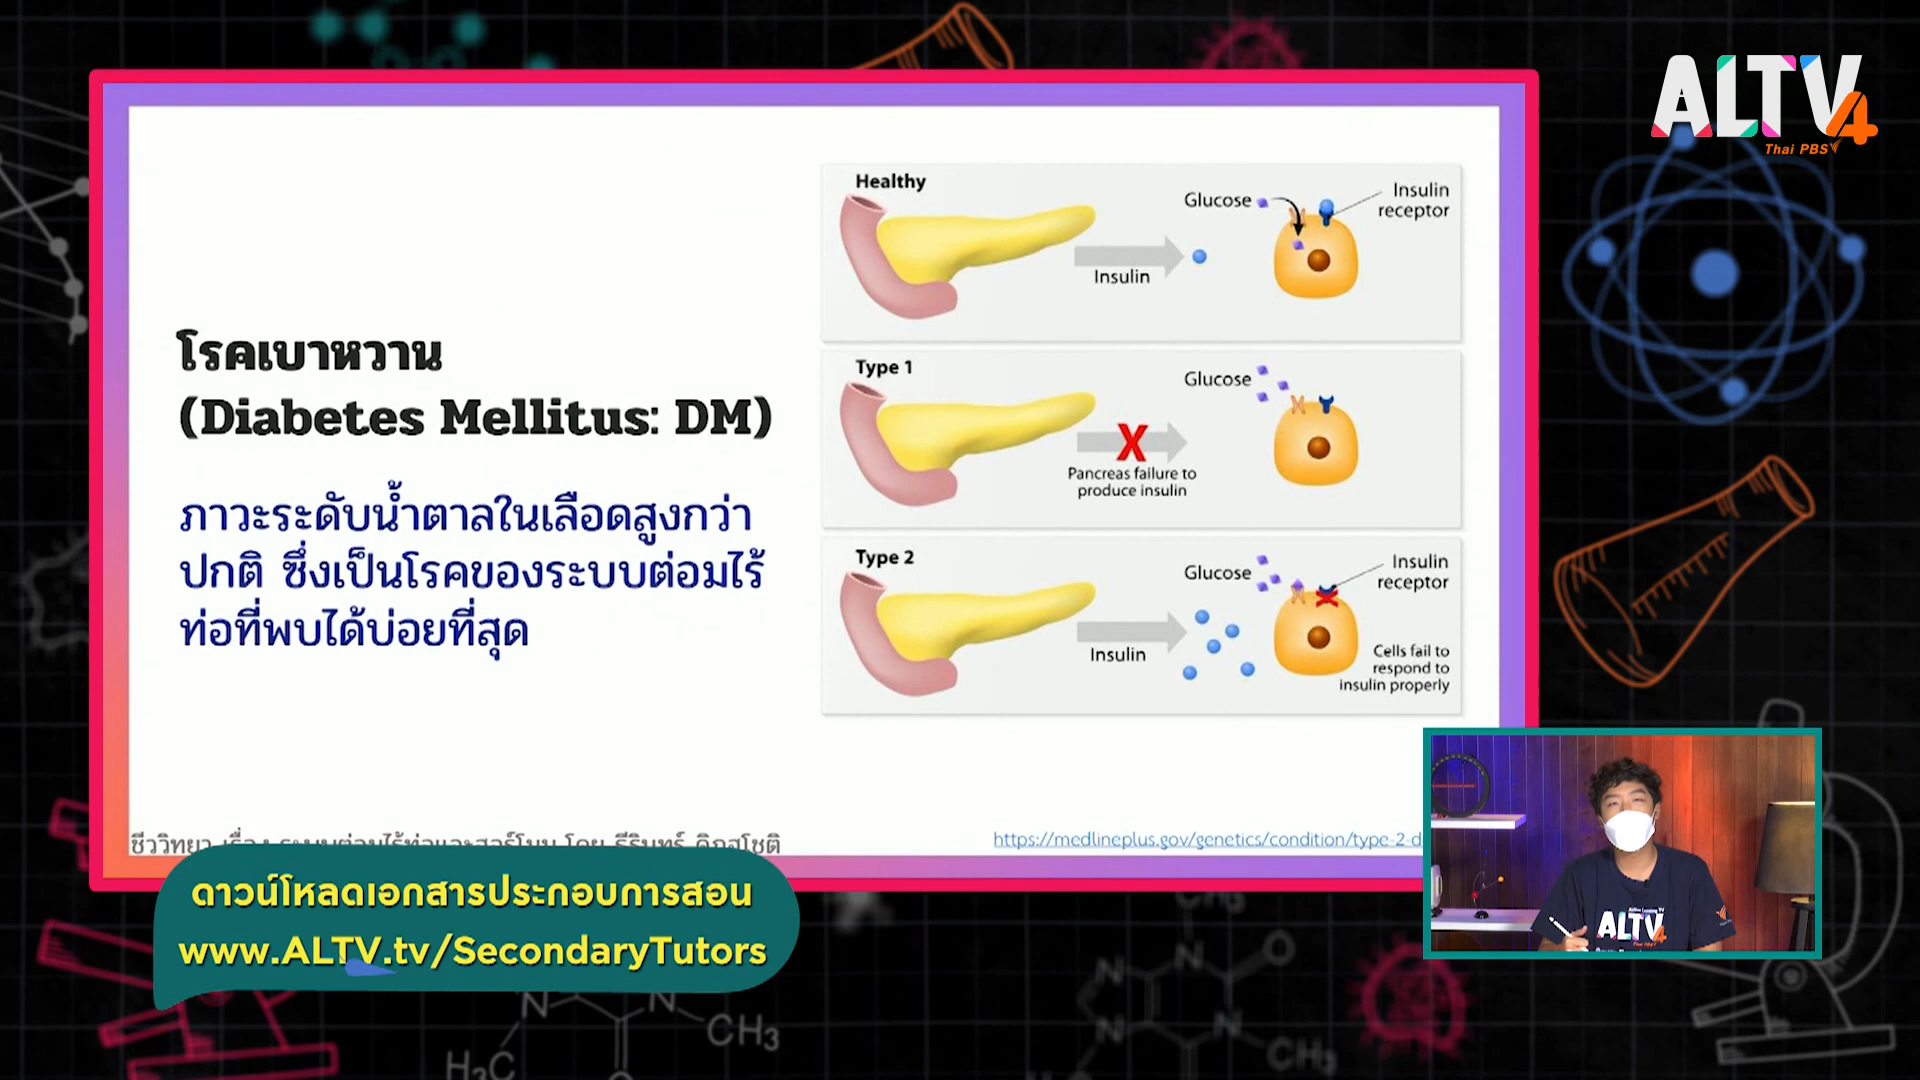 ALTV4
Thai PBS
โรคเบาหวาน
(Diabetes Mellitus: DM)
ภาวะระดับน้ำตาลในเลือดสูงกว่า
ปกติ ซึ่งเป็นโรคของระบบต่อมไร้
ท่อที่พบได้บ่อยที่สุด
Healthy
Glucose
Insulin
receptor
Insulin
Type 1
Glucose
Pancreas failure to
produce insulin
X
Type 2
Glucose
Insulin
receptor
Insulin
Cells fail to
respond to
insulin properly
https://medlineplus.gov/genetics/condition/type-2-d
ดาวน์โหลดเอกสารประกอบการสอน
www.ALTV.tv/SecondaryTutors
ALTV4
N
N
CH3
H3C
CH3
N
O
N
N
CH3